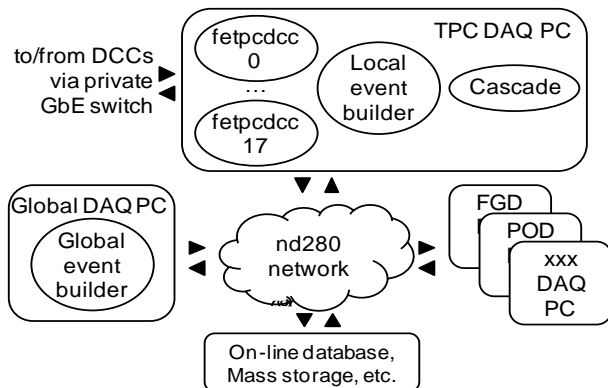 TPC DAQ PC
fetpcdcc
0
...
fetpcdcc
17
Local
event
builder
Cascade
to/from DCCs
via private
GbE switch
Global DAQ PC
Global
event
builder
nd280
network
FGD
POD
xxx
DAQ
PC
On-line database,
Mass storage, etc.